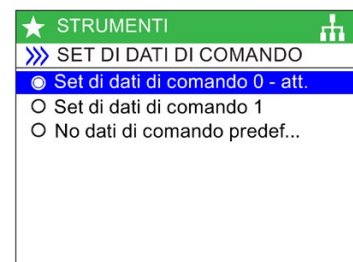 STRUMENTI
SET DI DATI DI COMANDO
Set di dati di comando 0 - att.
Set di dati di comando 1
No dati di comando predef...